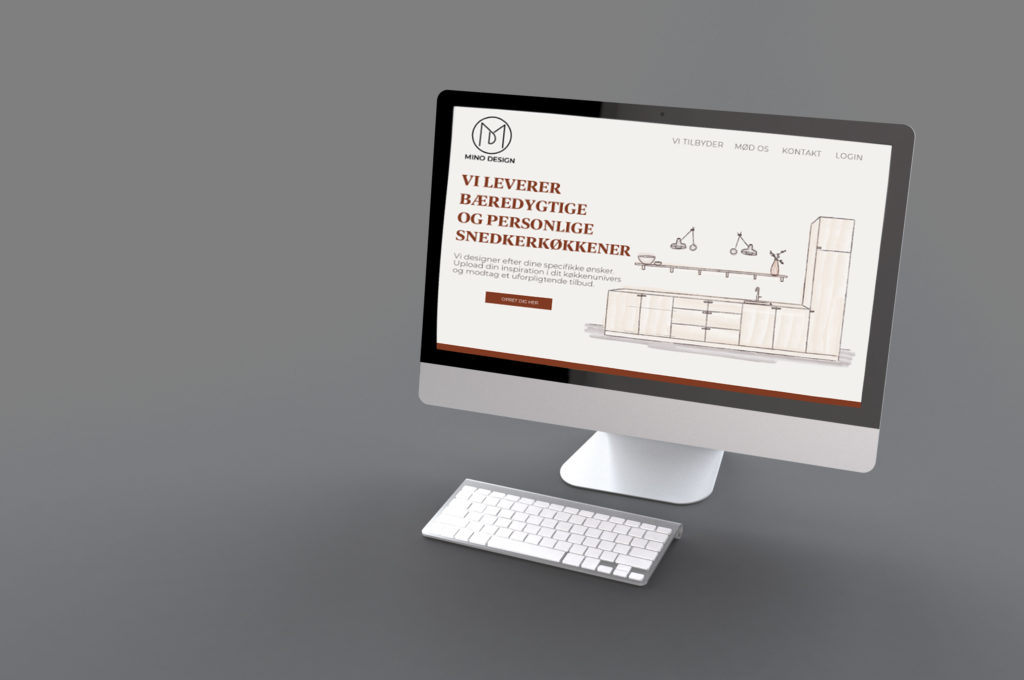 MINO DESIGN
VI TILBYDER MØD OS KONTAKT LOGIN
VI LEVERER
BÆREDYGTIGE
OG PERSONLIGE
SNEDKERKØKKENER
Vi designer efter dine specifikke ønsker.
Upload din inspiration i dit køkkenunivers
og modtag et uforpligtende tilbud.
OPRET DIG HER